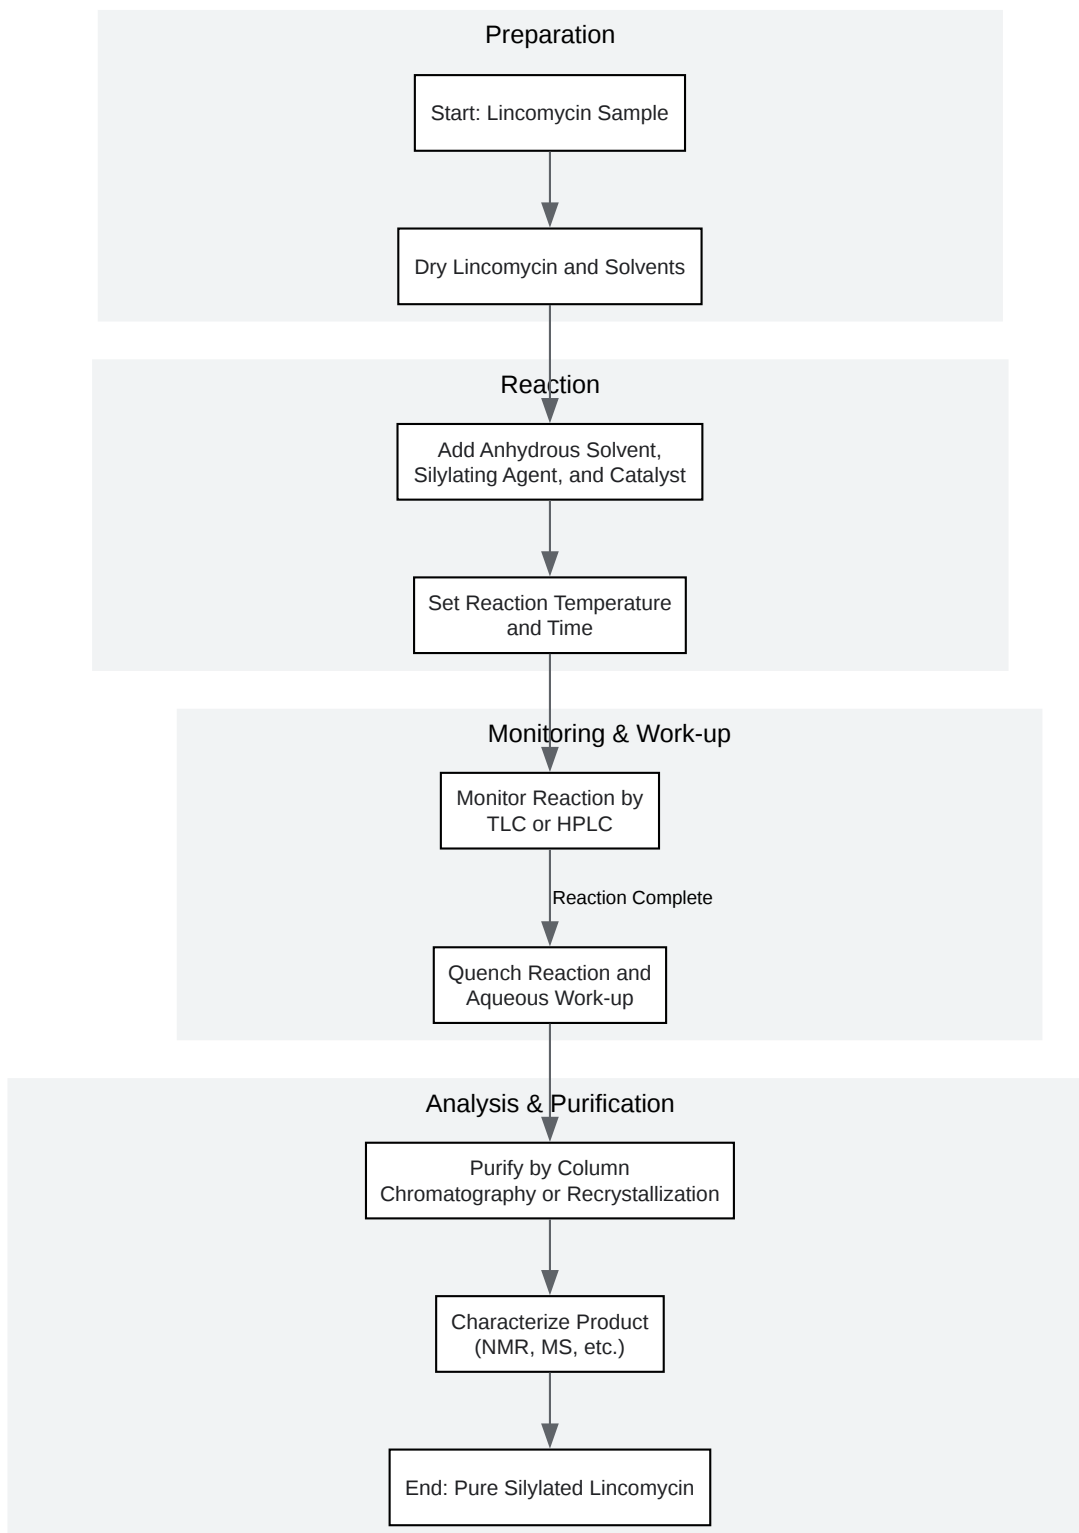 Preparation
Start: Lincomycin Sample
Dry Lincomycin and Solvents
Reaction
Add Anhydrous Solvent,
Silylating Agent, and Catalyst
Set Reaction Temperature
and Time
Monitoring & Work-up
Monitor Reaction by
TLC or HPLC
Reaction Complete
Quench Reaction and
Aqueous Work-up
Analysis & Purification
Purify by Column
Chromatography or Recrystallization
Characterize Product
(NMR, MS, etc.)
End: Pure Silylated Lincomycin